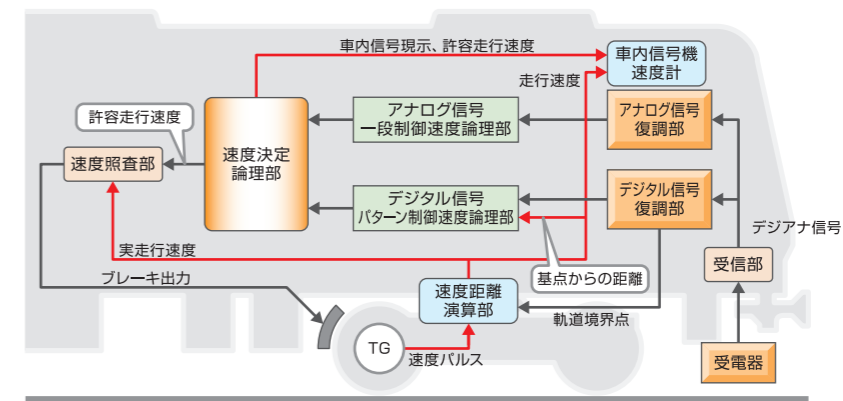 車内信号現示、許容走行速度
車内信号機
速度計
走行速度
許容走行速度
アナログ信号
一段制御速度論理部
アナログ信号
復調部
速度照査部
速度決定
論理部
デジタル信号
パターン制御速度論理部
デジタル信号
復調部
デジアナ信号
実走行速度
基点からの距離
受信部
ブレーキ出力
速度距離
演算部
軌道境界点
TG
速度パルス
受電器